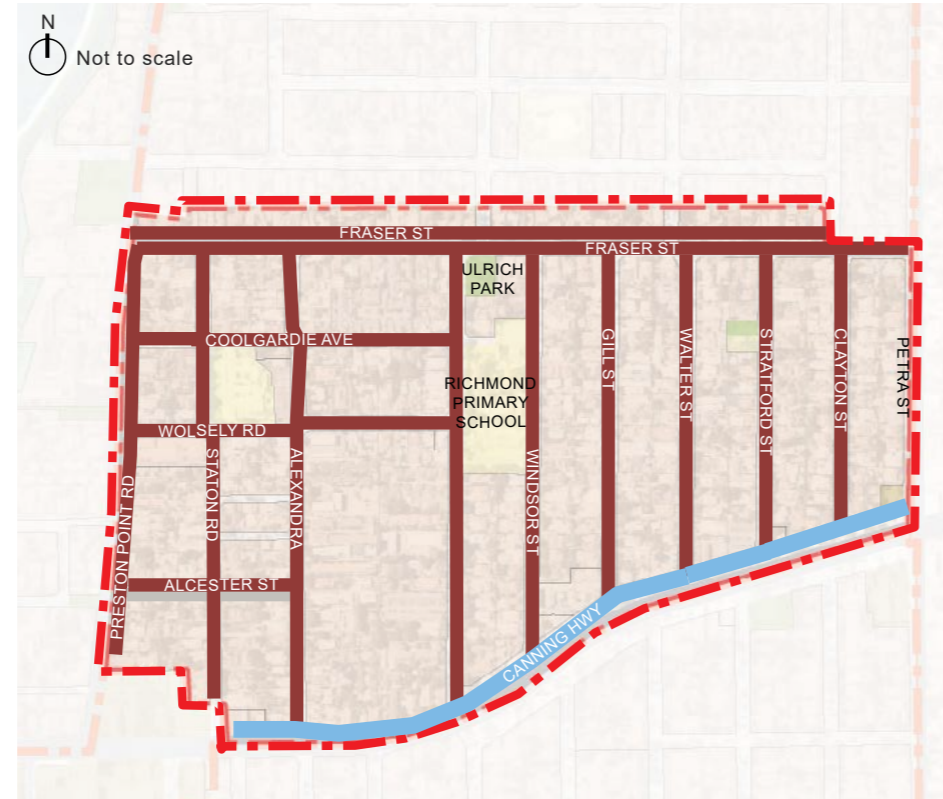 N
Not to scale
FRASER ST
FRASER ST
ULRICH
PARK
COOLGARDIE AVE
GILL ST
WALTER ST
STRATFORD ST
CLAYTON ST
PETRA ST
RICHMOND
PRIMARY
SCHOOL
WOLSELY RD
STATON RD
ALEXANDRA
WINDSOR ST
PRESTON POINT RD
ALCESTER ST
CANNING HWY